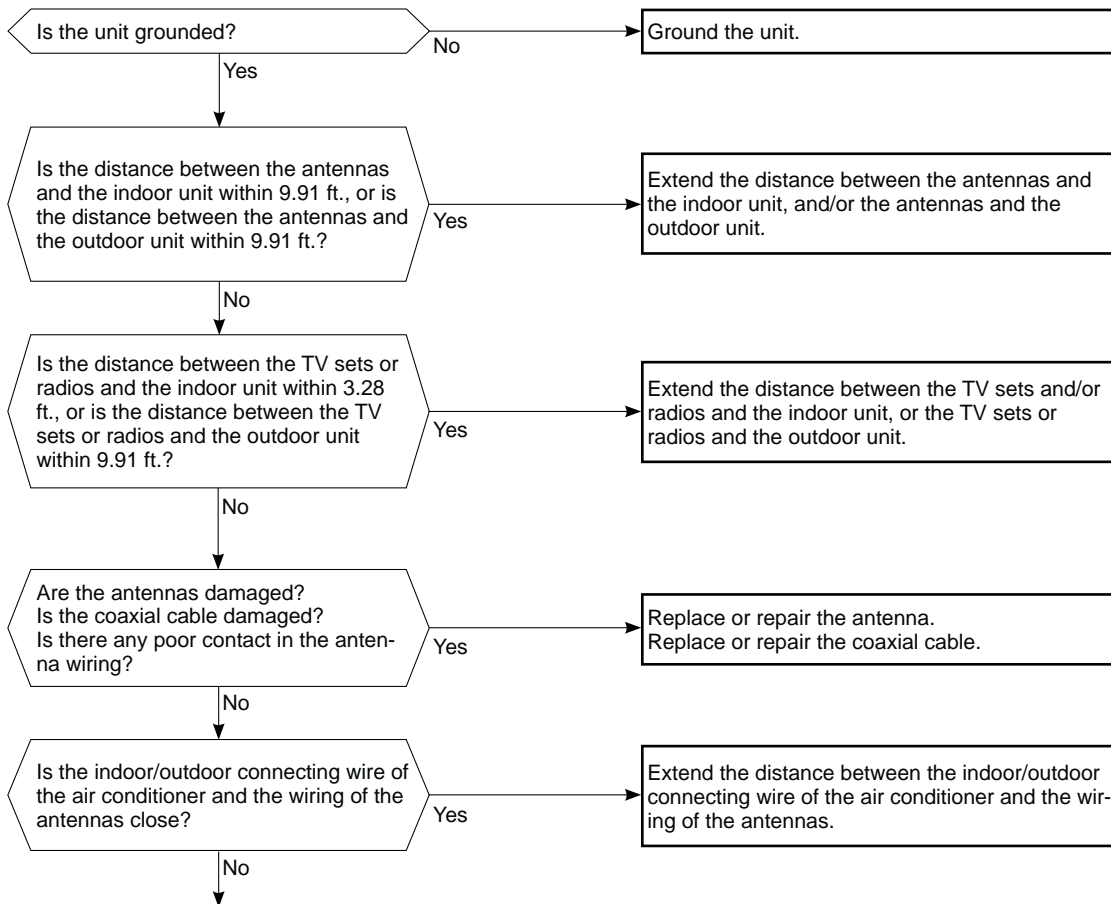 Is the unit grounded?
No
Ground the unit.
Yes
Is the distance between the antennas
and the indoor unit within 9.91 ft., or is
the distance between the antennas and
the outdoor unit within 9.91 ft.?
Yes
Extend the distance between the antennas and
the indoor unit, and/or the antennas and the
outdoor unit.
No
Is the distance between the TV sets or
radios and the indoor unit within 3.28
ft., or is the distance between the TV
sets or radios and the outdoor unit
within 9.91 ft.?
Yes
Extend the distance between the TV sets and/or
radios and the indoor unit, or the TV sets or
radios and the outdoor unit.
No
Are the antennas damaged?
Is the coaxial cable damaged?
Is there any poor contact in the anten-
na wiring?
Yes
Replace or repair the antenna.
Replace or repair the coaxial cable.
No
Is the indoor/outdoor connecting wire of
the air conditioner and the wiring of the
antennas close?
Yes
Extend the distance between the indoor/outdoor
connecting wire of the air conditioner and the wir-
ing of the antennas.
No